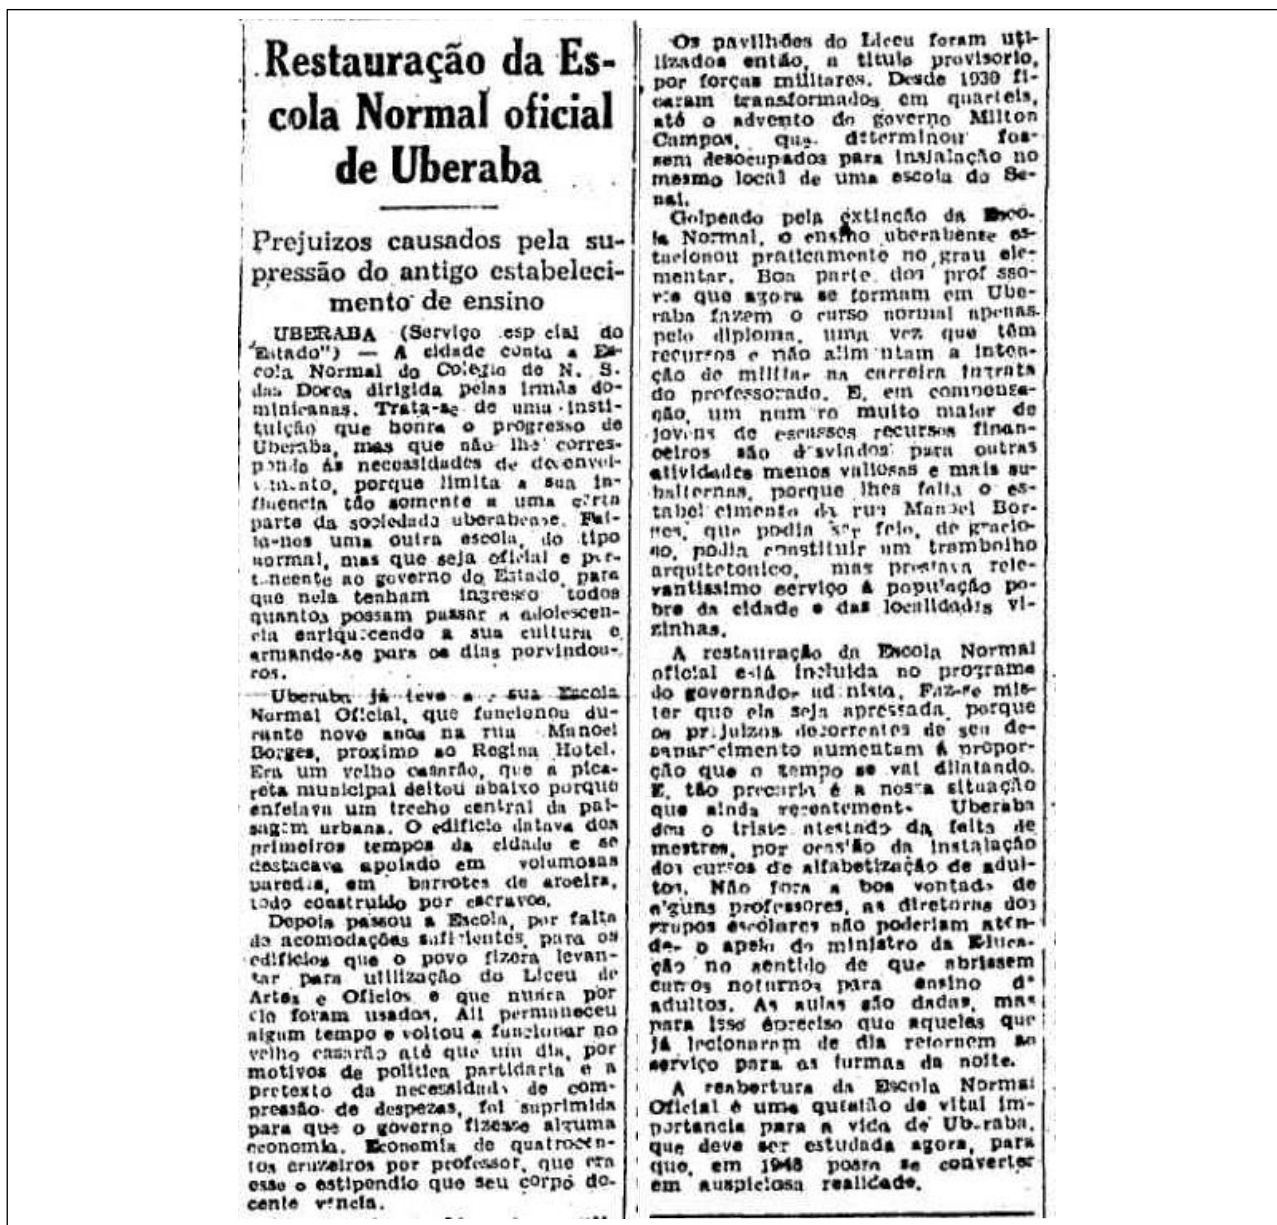 Restauração da Es-
cola Normal oficial
de Uberaba
Prejuizos causados pela su-
pressão do antigo estabeleci-
mento de ensino
UBERABA (Serviço esp cial do
"Estado") — A cidade conta a Es-
cola Normal do Colegio de N. S.
das Dores dirigida pelas irmãs do-
minicanas. Trata-se de uma insti-
tuição que honra o progresso de
Uberaba, mas que não lhe corres-
ponde ás necessidades de desenvol-
vimento, porque limita a sua in-
fluencia tão somente a uma certa
parte da sociedade uberabense. Fal-
ta-nos uma outra escola, do tipo
normal, mas que seja oficial e per-
tencente ao governo do Estado, para
que nela tenham ingresso todos
quantos possam passar a adolescen-
cia enriquecendo a sua cultura e
armando-se para os dias porvindou-
ros.
Uberaba já teve a sua Escola
Normal Oficial, que funcionou du-
rante nove anos na rua Manoel
Borges, proximo ao Regina Hotel.
Era um velho casarão, que a pica-
reta municipal deitou abaixo porque
enfeiava um trecho central da pai-
sagem urbana. O edificio datava dos
primeiros tempos da cidade e se
destacava apoiado em volumosas
paredes, em barrotes de aroeira,
todo construido por escravos.
Depois passou a Escola, por falta
de acomodações suficientes, para os
edificios que o povo fizera levan-
tar para utilização do Liceu de
Artes e Oficios e que nunca por
ele foram usados. Ali permaneceu
algum tempo e voltou a funcionar no
velho casarão até que um dia, por
motivos de politica partidaria e a
pretexto da necessidade de com-
pressão de despezas, foi suprimida
para que o governo fizesse alguma
economia. Economia de quatrocen-
tos cruzeiros por professor, que era
esse o estipendio que seu corpo do-
cente vencia.
Os pavilhões do Liceu foram uti-
lizados então, a titulo provisorio,
por forças militares. Desde 1930 fi-
caram transformados em quarteis,
até o advento do governo Milton
Campos, que determinou fos-
sem desocupados para instalação no
mesmo local de uma escola do Se-
nai.
Golpeado pela extinção da Esco-
la Normal, o ensino uberabense es-
tacionou praticamente no grau ele-
mentar. Boa parte dos prof sso-
res que agora se formam em Ube-
raba fazem o curso normal apenas
pelo diploma, uma vez que têm
recursos e não alim ntam a inten-
ção de militar na carreira ingrata
do professorado. E, em compensa-
ção, um num ro muito maior de
jovens de escassos recursos finan-
ceiros são d sviados para outras
atividades menos valiosas e mais su-
balternas, porque lhes falta o es-
tabel cimento da rua Manoel Bor-
ges, que podia ser feio, de gracio-
so, podia constituir um trambolho
arquitetonico, mas prestava rele-
vantissimo serviço á população po-
bre da cidade e das localidades vi-
zinhas.
A restauração da Escola Normal
oficial está incluida no programa
do governador ud nista. Faz-se mis-
ter que ela seja apressada, porque
os prejuizos decorrentes de seu de-
saparecimento aumentam á propor-
ção que o tempo se vai dilatando.
E, tão precaria é a nossa situação
que ainda recentemente Uberaba
deu o triste atestado da falta de
mestres, por ocasião da instalação
dos cursos de alfabetização de adul-
tos. Não fora a boa vontade de
alguns professores, as diretoras dos
grupos escolares não poderiam aten-
der o apelo do ministro da Educa-
ção no sentido de que abrissem
cursos noturnos para ensino de
adultos. As aulas são dadas, mas
para isso épreciso que aquelas que
já lecionaram de dia retornem ao
serviço para as turmas da noite.
A reabertura da Escola Normal
Oficial é uma questão de vital im-
portancia para a vida de Ub raba,
que deve ser estudada agora, para
que, em 1948 possa se converter
em auspiciosa realidade.